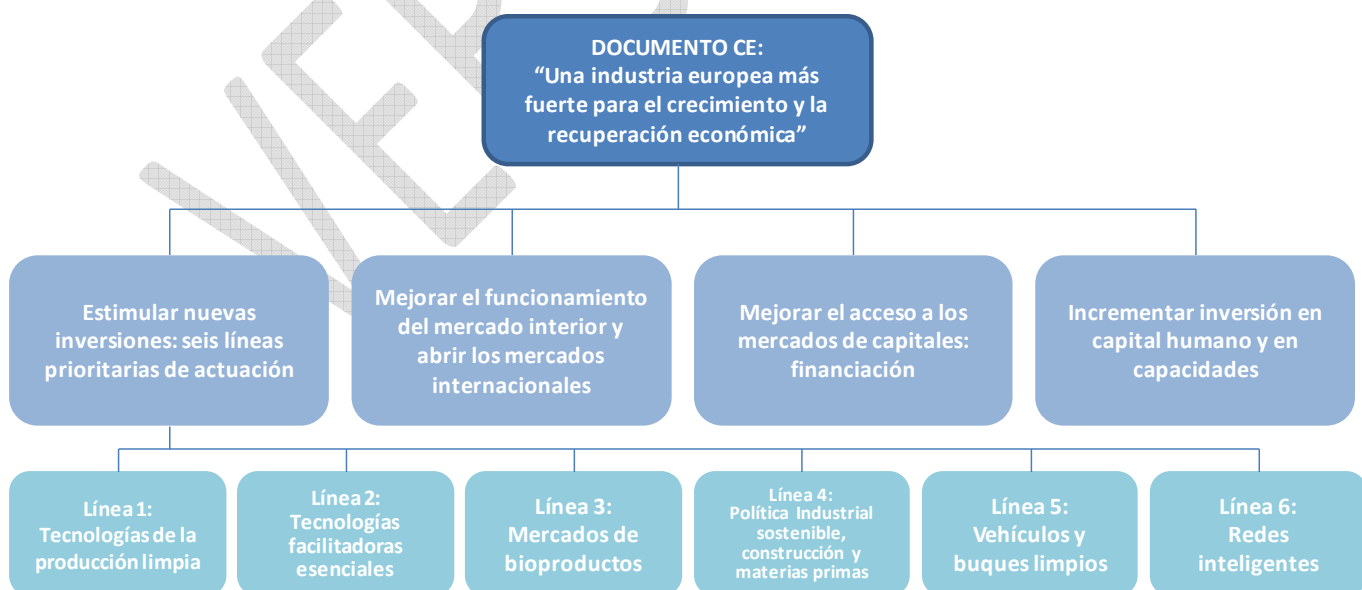 DOCUMENTO CE:
“Una industria europea más
fuerte para el crecimiento y la
recuperación económica”
Estimular nuevas
inversiones: seis líneas
prioritarias de actuación
Mejorar el funcionamiento
del mercado interior y
abrir los mercados
internacionales
Mejorar el acceso a los
mercados de capitales:
financiación
Incrementar inversión en
capital humano y en
capacidades
Línea 1:
Tecnologías de la
producción limpia
Línea 2:
Tecnologías
facilitadoras
esenciales
Línea 3:
Mercados de
bioproductos
Línea 4:
Política Industrial
sostenible,
construcción y
materias primas
Línea 5:
Vehículos y
buques limpios
Línea 6:
Redes
inteligentes